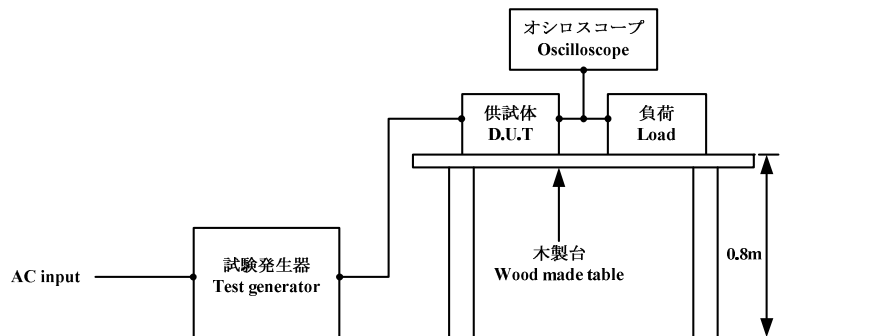 オシロスコープ
Oscilloscope
供試体
D.U.T
負荷
Load
試験発生器
Test generator
AC input
木製台
Wood made table
0.8m